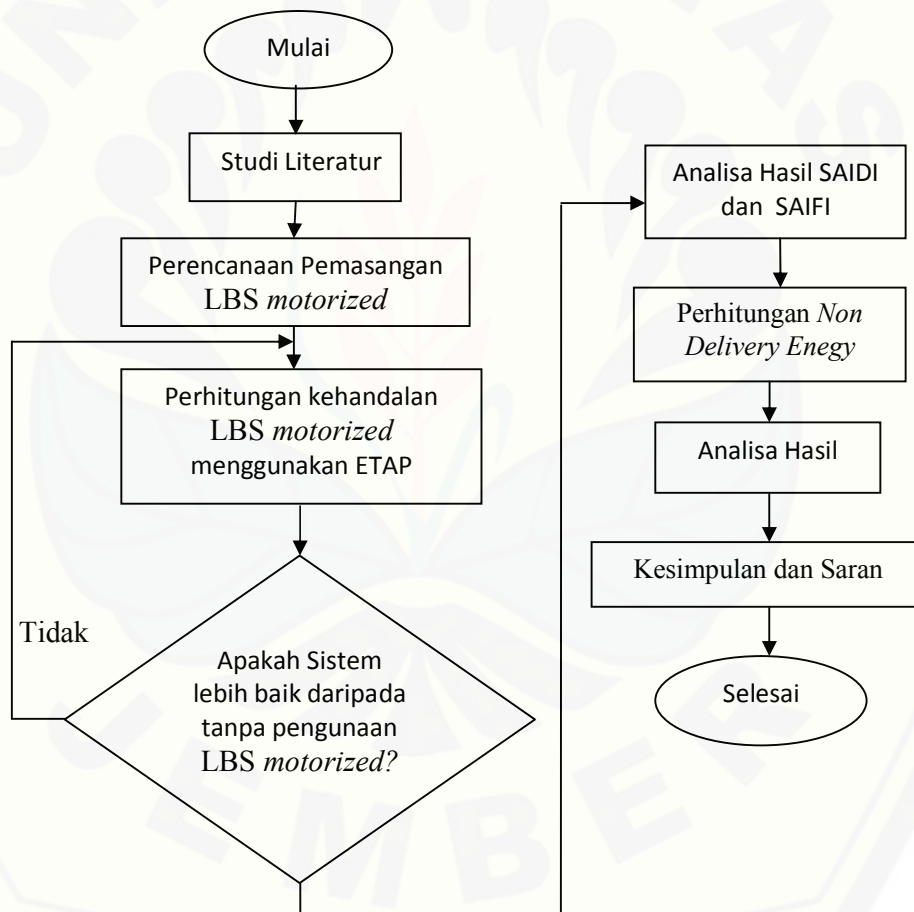 Mulai
Studi Literatur
Perencanaan Pemasangan
LBS motorized
Perhitungan kehandalan
LBS motorized
menggunakan ETAP
Tidak
Apakah Sistem
lebih baik daripada
tanpa pengunaan
LBS motorized?
Analisa Hasil SAIDI
dan SAIFI
Perhitungan Non
Delivery Enegy
Analisa Hasil
Kesimpulan dan Saran
Selesai
JEMBER